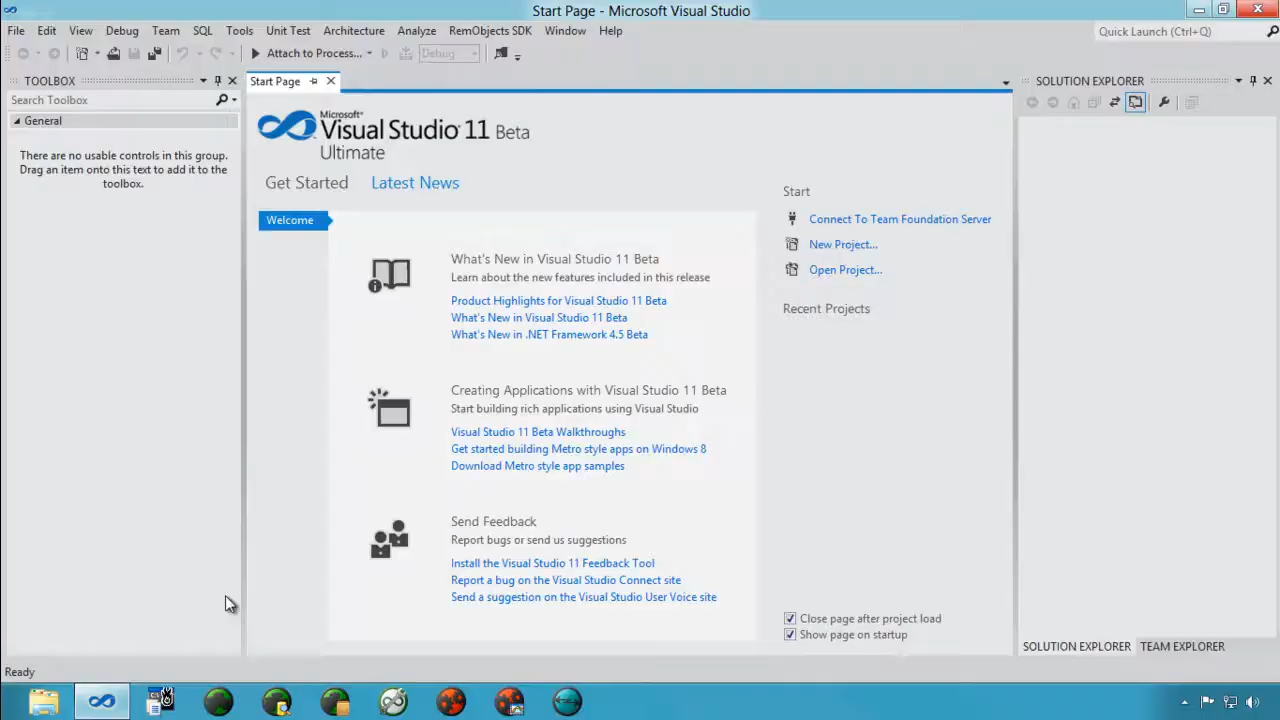 Start Page - Microsoft Visual Studio
File Edit View Debug Team SQL Tools Unit Test Architecture Analyze RemObjects SDK Window Help
Quick Launch (Ctrl+Q)
Attach to Process...
Debug
TOOLBOX
Start Page
SOLUTION EXPLORER
Search Toolbox
General
There are no usable controls in this group.
Drag an item onto this text to add it to the
toolbox.
Microsoft®
Visual Studio® 11 Beta
Ultimate
Get Started Latest News
Welcome
What's New in Visual Studio 11 Beta
Learn about the new features included in this release
Product Highlights for Visual Studio 11 Beta
What's New in Visual Studio 11 Beta
What's New in .NET Framework 4.5 Beta
Creating Applications with Visual Studio 11 Beta
Start building rich applications using Visual Studio
Visual Studio 11 Beta Walkthroughs
Get started building Metro style apps on Windows 8
Download Metro style app samples
Send Feedback
Report bugs or send us suggestions
Install the Visual Studio 11 Feedback Tool
Report a bug on the Visual Studio Connect site
Send a suggestion on the Visual Studio User Voice site
Start
Connect To Team Foundation Server
New Project...
Open Project...
Recent Projects
Close page after project load
Show page on startup
SOLUTION EXPLORER TEAM EXPLORER
Ready